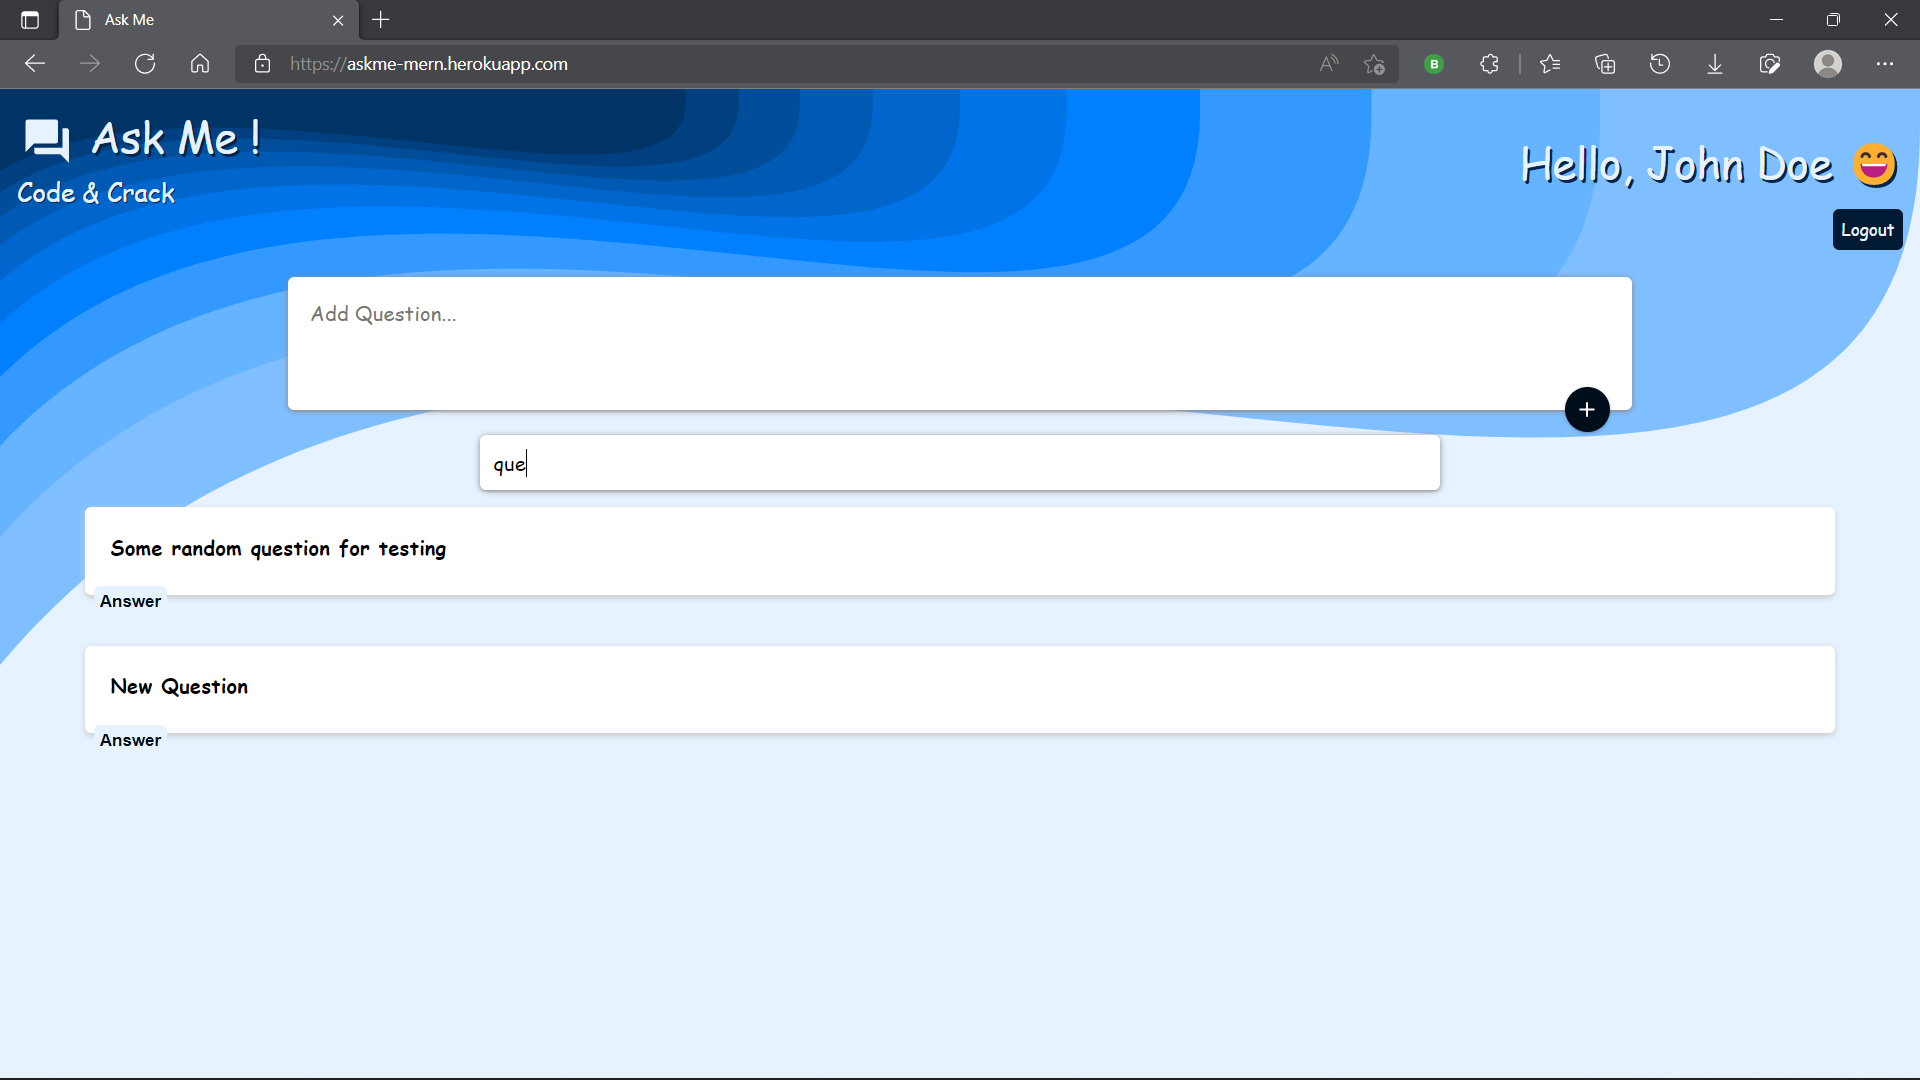 Ask Me
https://askme-mern.herokuapp.com
B
Ask Me !
Code & Crack
Hello, John Doe 😄
Logout
Add Question...
+
que
Some random question for testing
Answer
New Question
Answer